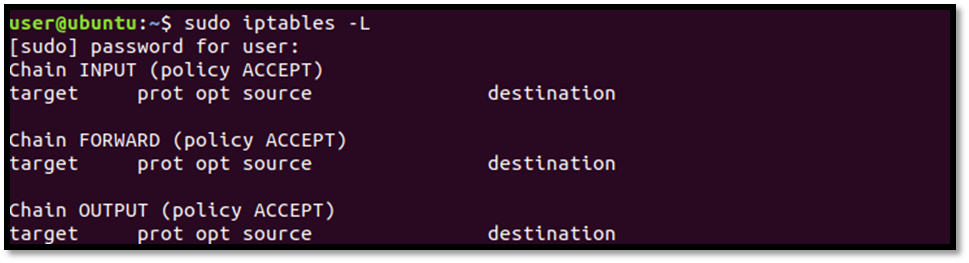 user@ubuntu:~$ sudo iptables -L
[sudo] password for user:
Chain INPUT (policy ACCEPT)
target     prot opt source               destination

Chain FORWARD (policy ACCEPT)
target     prot opt source               destination

Chain OUTPUT (policy ACCEPT)
target     prot opt source               destination